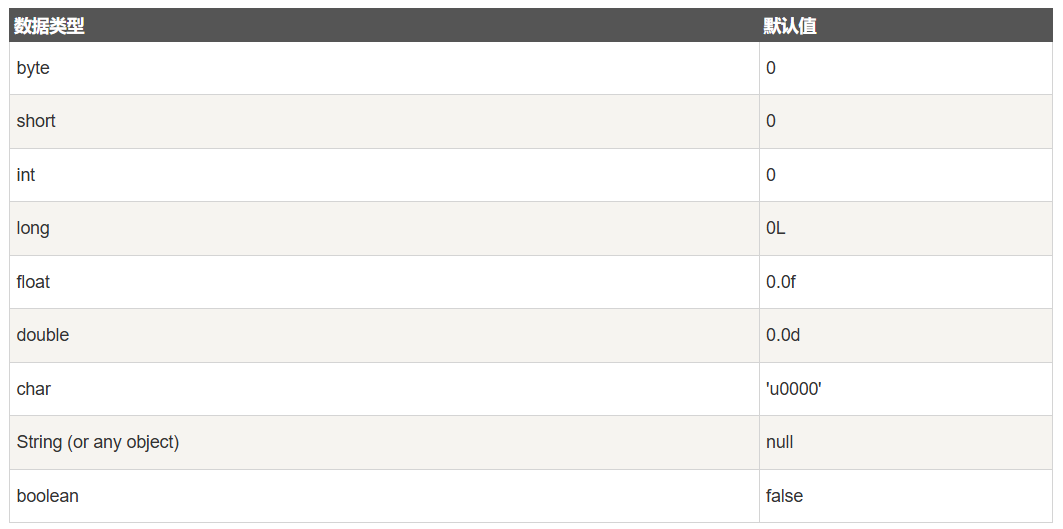 数据类型 默认值
byte 0
short 0
int 0
long 0L
float 0.0f
double 0.0d
char 'u0000'
String (or any object) null
boolean false